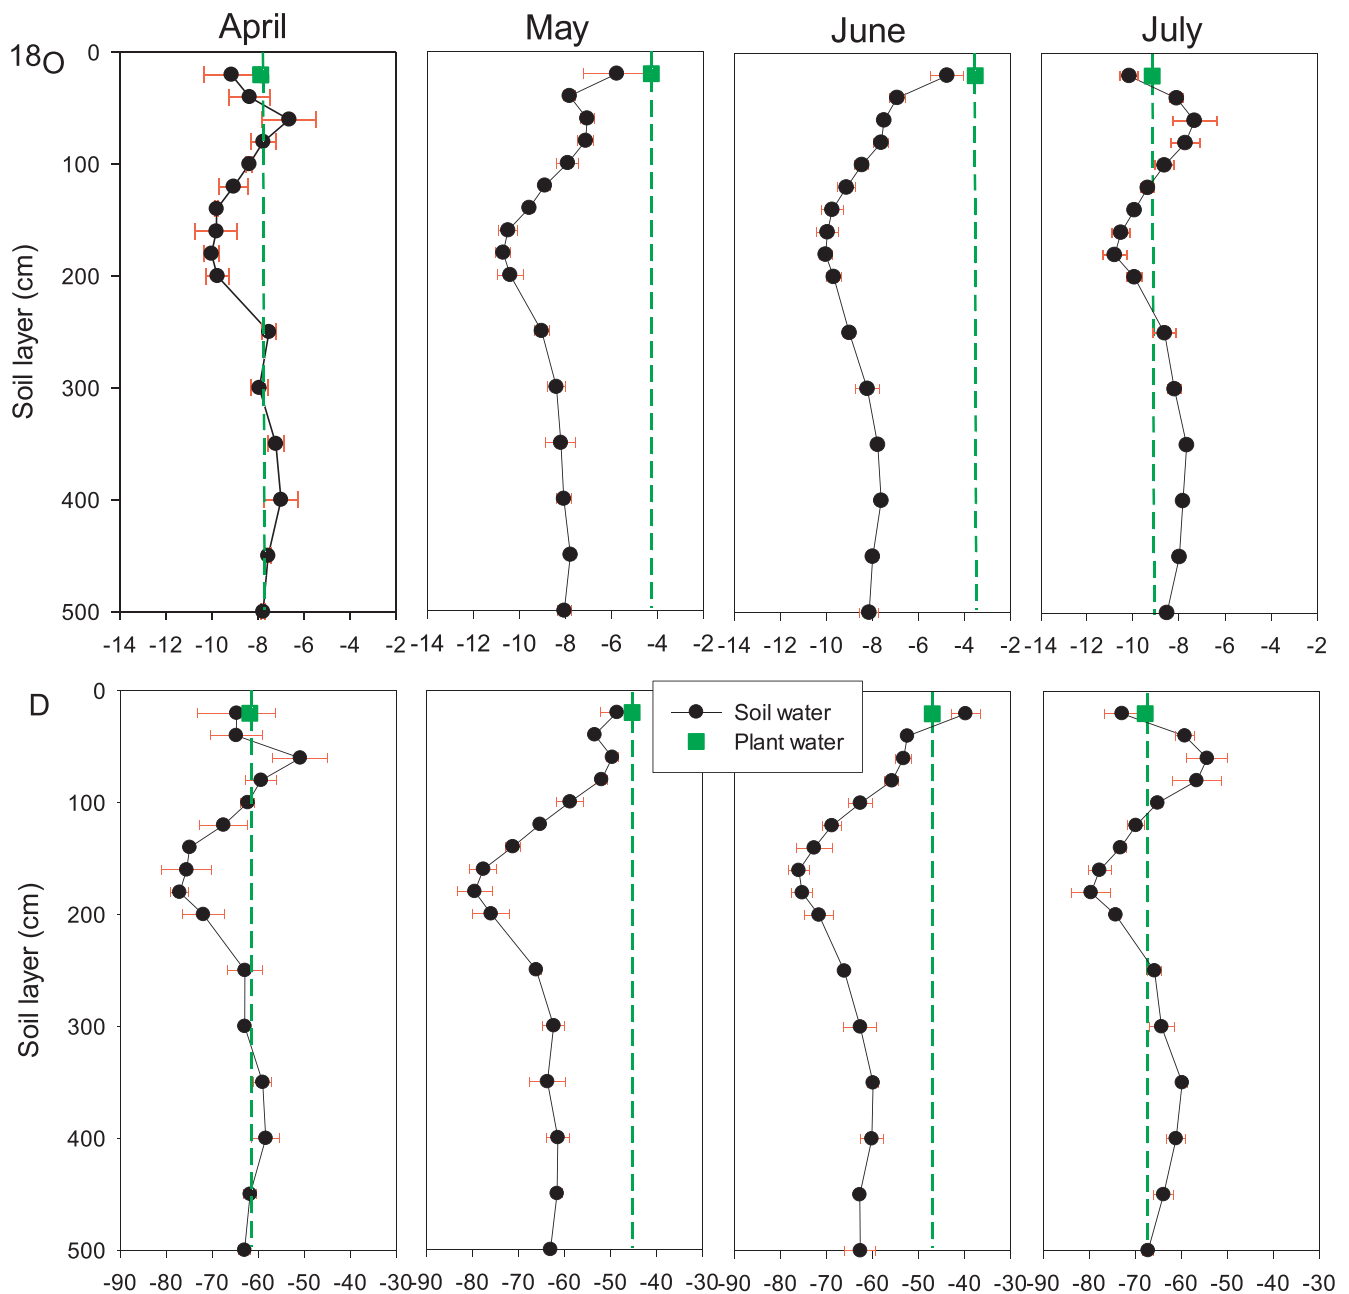 April May June July
18O
0
100
200
300
400
500
Soil layer (cm)
-14 -12 -10 -8 -6 -4 -2 -14 -12 -10 -8 -6 -4 -2 -14 -12 -10 -8 -6 -4 -2 -14 -12 -10 -8 -6 -4 -2
D
0
100
200
300
400
500
Soil layer (cm)
Soil water
Plant water
-90 -80 -70 -60 -50 -40 -30 -90 -80 -70 -60 -50 -40 -30 -90 -80 -70 -60 -50 -40 -30 -90 -80 -70 -60 -50 -40 -30